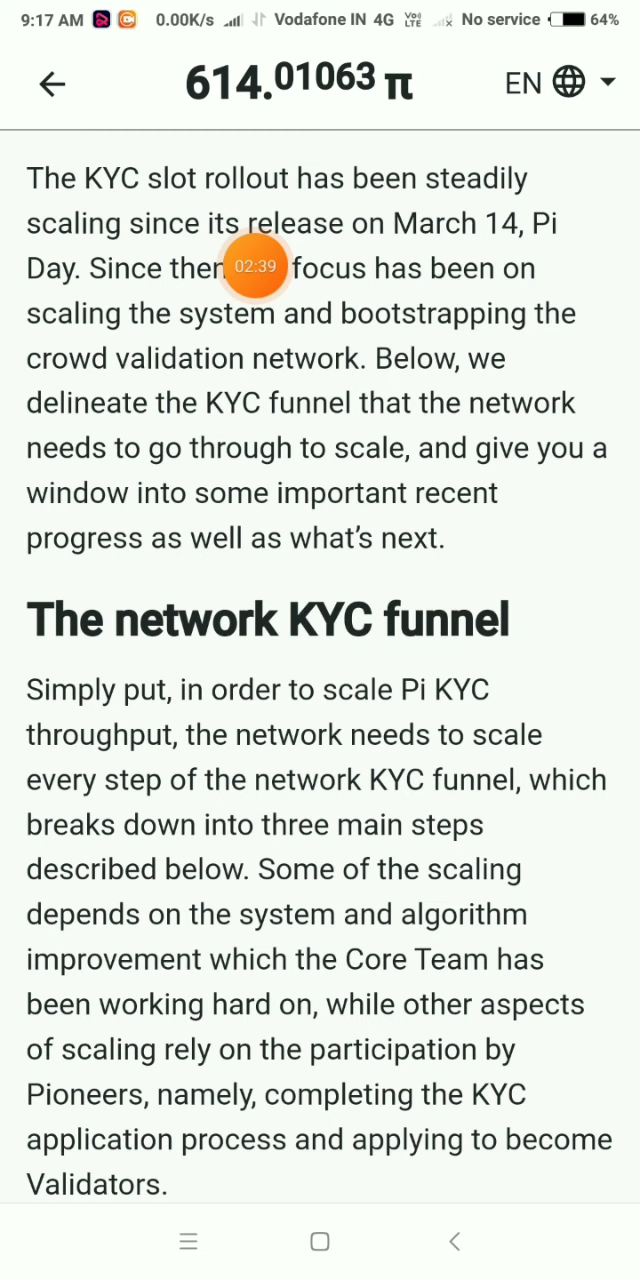 9:17 AM 0.00K/s Vodafone IN 4G Vo) LTE No service 64%
614.01063 π EN
The KYC slot rollout has been steadily
scaling since its release on March 14, Pi
Day. Since then 02:39 focus has been on
scaling the system and bootstrapping the
crowd validation network. Below, we
delineate the KYC funnel that the network
needs to go through to scale, and give you a
window into some important recent
progress as well as what’s next.
The network KYC funnel
Simply put, in order to scale Pi KYC
throughput, the network needs to scale
every step of the network KYC funnel, which
breaks down into three main steps
described below. Some of the scaling
depends on the system and algorithm
improvement which the Core Team has
been working hard on, while other aspects
of scaling rely on the participation by
Pioneers, namely, completing the KYC
application process and applying to become
Validators.